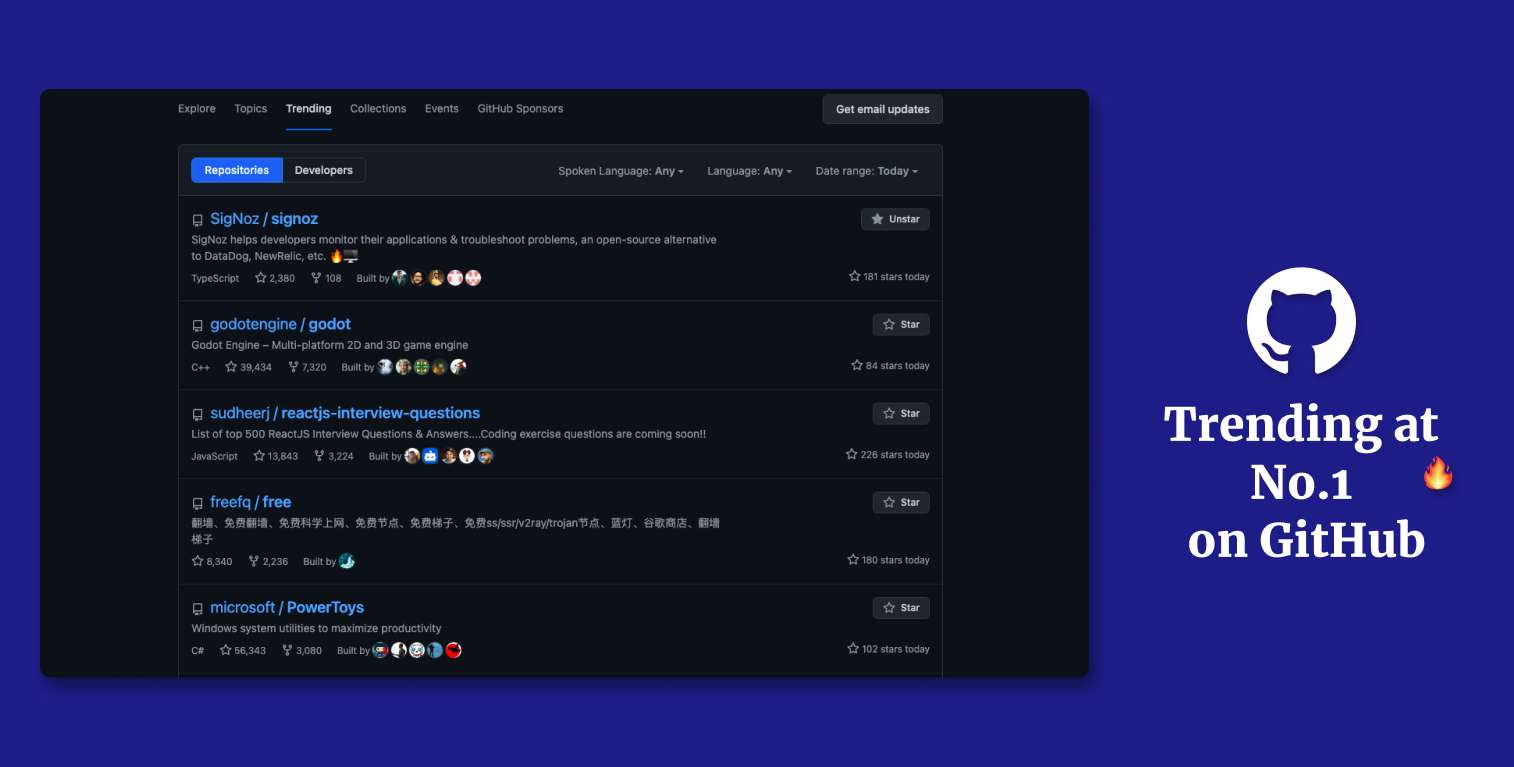 Explore Topics Trending Collections Events GitHub Sponsors Get email updates
Repositories Developers Spoken Language: Any Language: Any Date range: Today
SigNoz / signoz Unstar
SigNoz helps developers monitor their applications & troubleshoot problems, an open-source alternative
to DataDog, NewRelic, etc. 🔥🖥️
TypeScript 2,380 108 Built by 181 stars today
godotengine / godot Star
Godot Engine – Multi-platform 2D and 3D game engine
C++ 39,434 7,320 Built by 84 stars today
sudheerj / reactjs-interview-questions Star
List of top 500 ReactJS Interview Questions & Answers....Coding exercise questions are coming soon!!
JavaScript 13,843 3,224 Built by 226 stars today
freefq / free Star
翻墙、免费翻墙、免费科学上网、免费节点、免费梯子、免费ss/ssr/v2ray/trojan节点、蓝灯、谷歌商店、翻墙
梯子
8,340 2,236 Built by 180 stars today
microsoft / PowerToys Star
Windows system utilities to maximize productivity
C# 56,343 3,080 Built by 102 stars today
Trending at
No.1 🔥
on GitHub